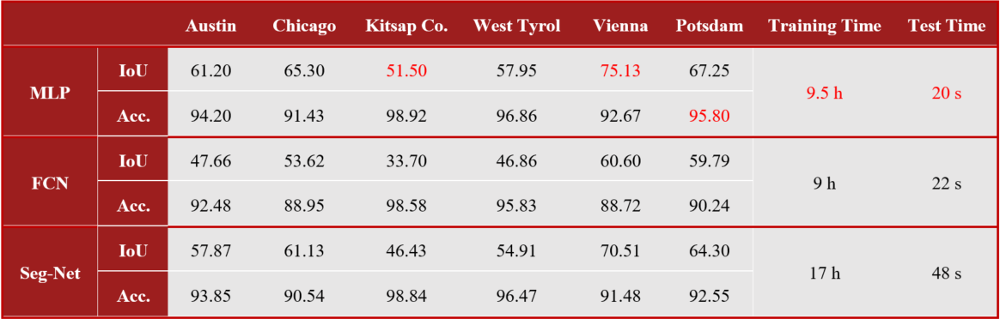 Austin Chicago Kitsap Co. West Tyrol Vienna Potsdam Training Time Test Time
MLP IoU 61.20 65.30 51.50 57.95 75.13 67.25 9.5 h 20 s
Acc. 94.20 91.43 98.92 96.86 92.67 95.80
FCN IoU 47.66 53.62 33.70 46.86 60.60 59.79 9 h 22 s
Acc. 92.48 88.95 98.58 95.83 88.72 90.24
Seg-Net IoU 57.87 61.13 46.43 54.91 70.51 64.30 17 h 48 s
Acc. 93.85 90.54 98.84 96.47 91.48 92.55